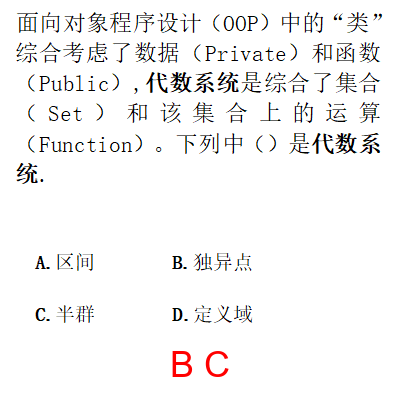 面向对象程序设计（OOP）中的“类”
综合考虑了数据（Private）和函数
（Public）,代数系统是综合了集合
（Set）和该集合上的运算
（Function）。下列中()是代数系
统.
A.区间 B.独异点
C.半群 D.定义域
B C